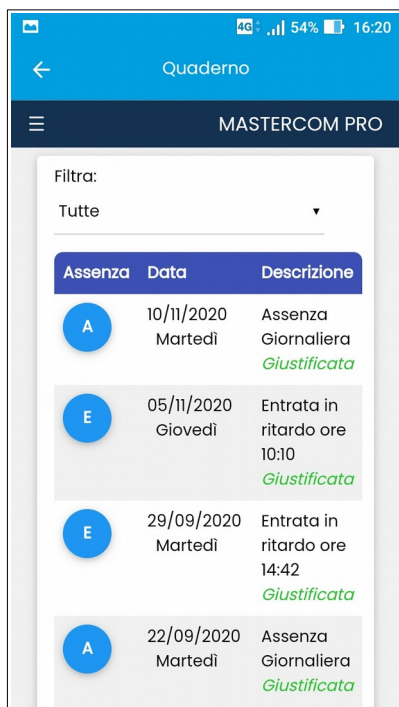 4G 54% 16:20
Quaderno
MASTERCOM PRO
Filtra:
Tutte
Assenza Data Descrizione
A 10/11/2020 Assenza
Martedì Giornaliera
Giustificata
E 05/11/2020 Entrata in
Giovedì ritardo ore
10:10
Giustificata
E 29/09/2020 Entrata in
Martedì ritardo ore
14:42
Giustificata
A 22/09/2020 Assenza
Martedì Giornaliera
Giustificata